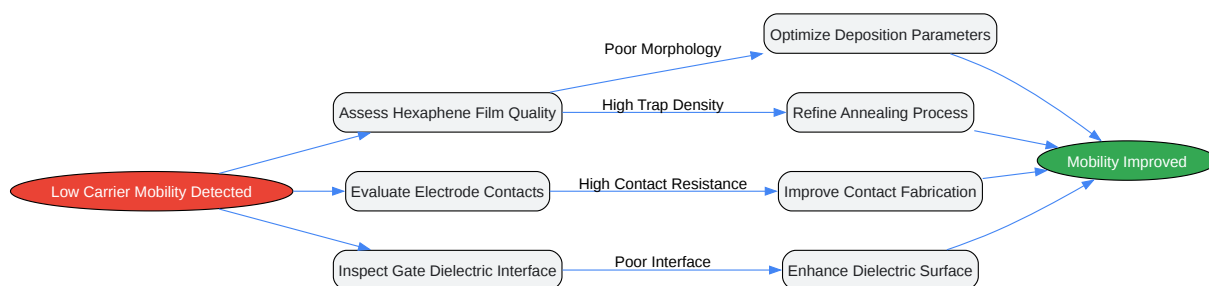 Optimize Deposition Parameters
Poor Morphology
Assess Hexaphene Film Quality
High Trap Density
Refine Annealing Process
Mobility Improved
Low Carrier Mobility Detected
Evaluate Electrode Contacts
High Contact Resistance
Improve Contact Fabrication
Inspect Gate Dielectric Interface
Poor Interface
Enhance Dielectric Surface